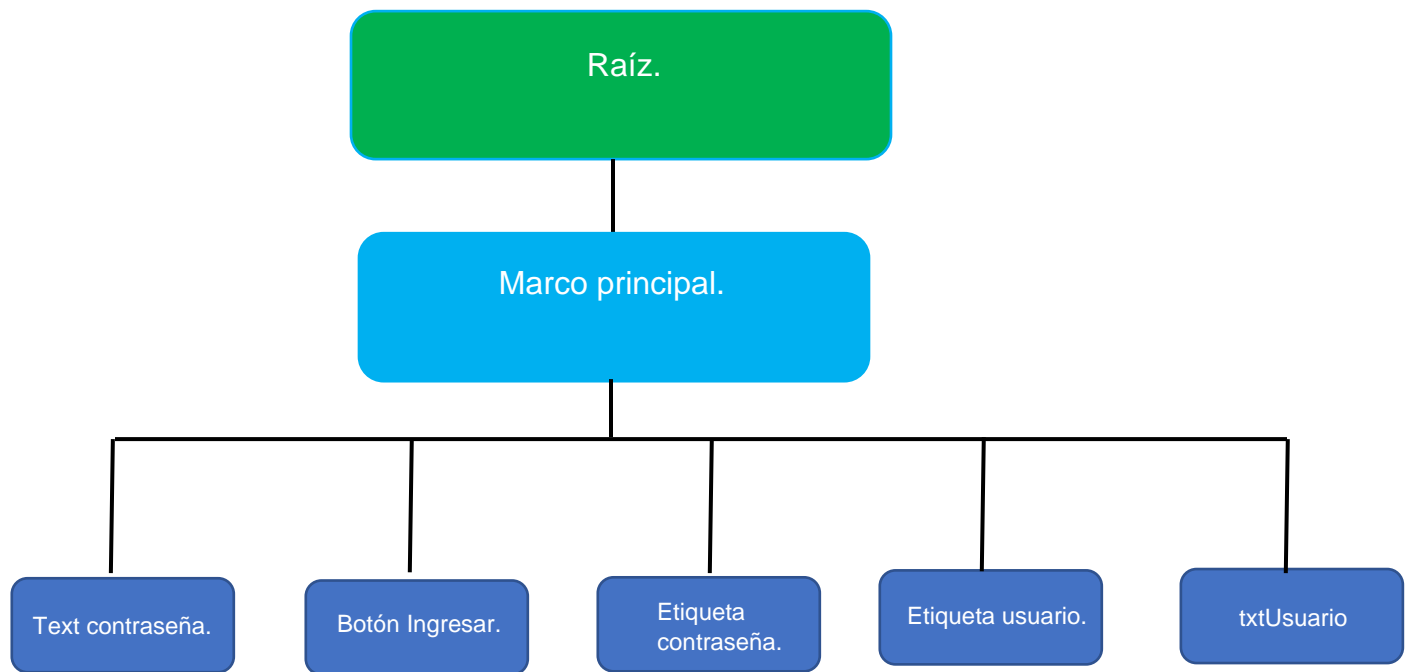 Raíz.
Marco principal.
Text contraseña.
Botón Ingresar.
Etiqueta
contraseña.
Etiqueta usuario.
txtUsuario